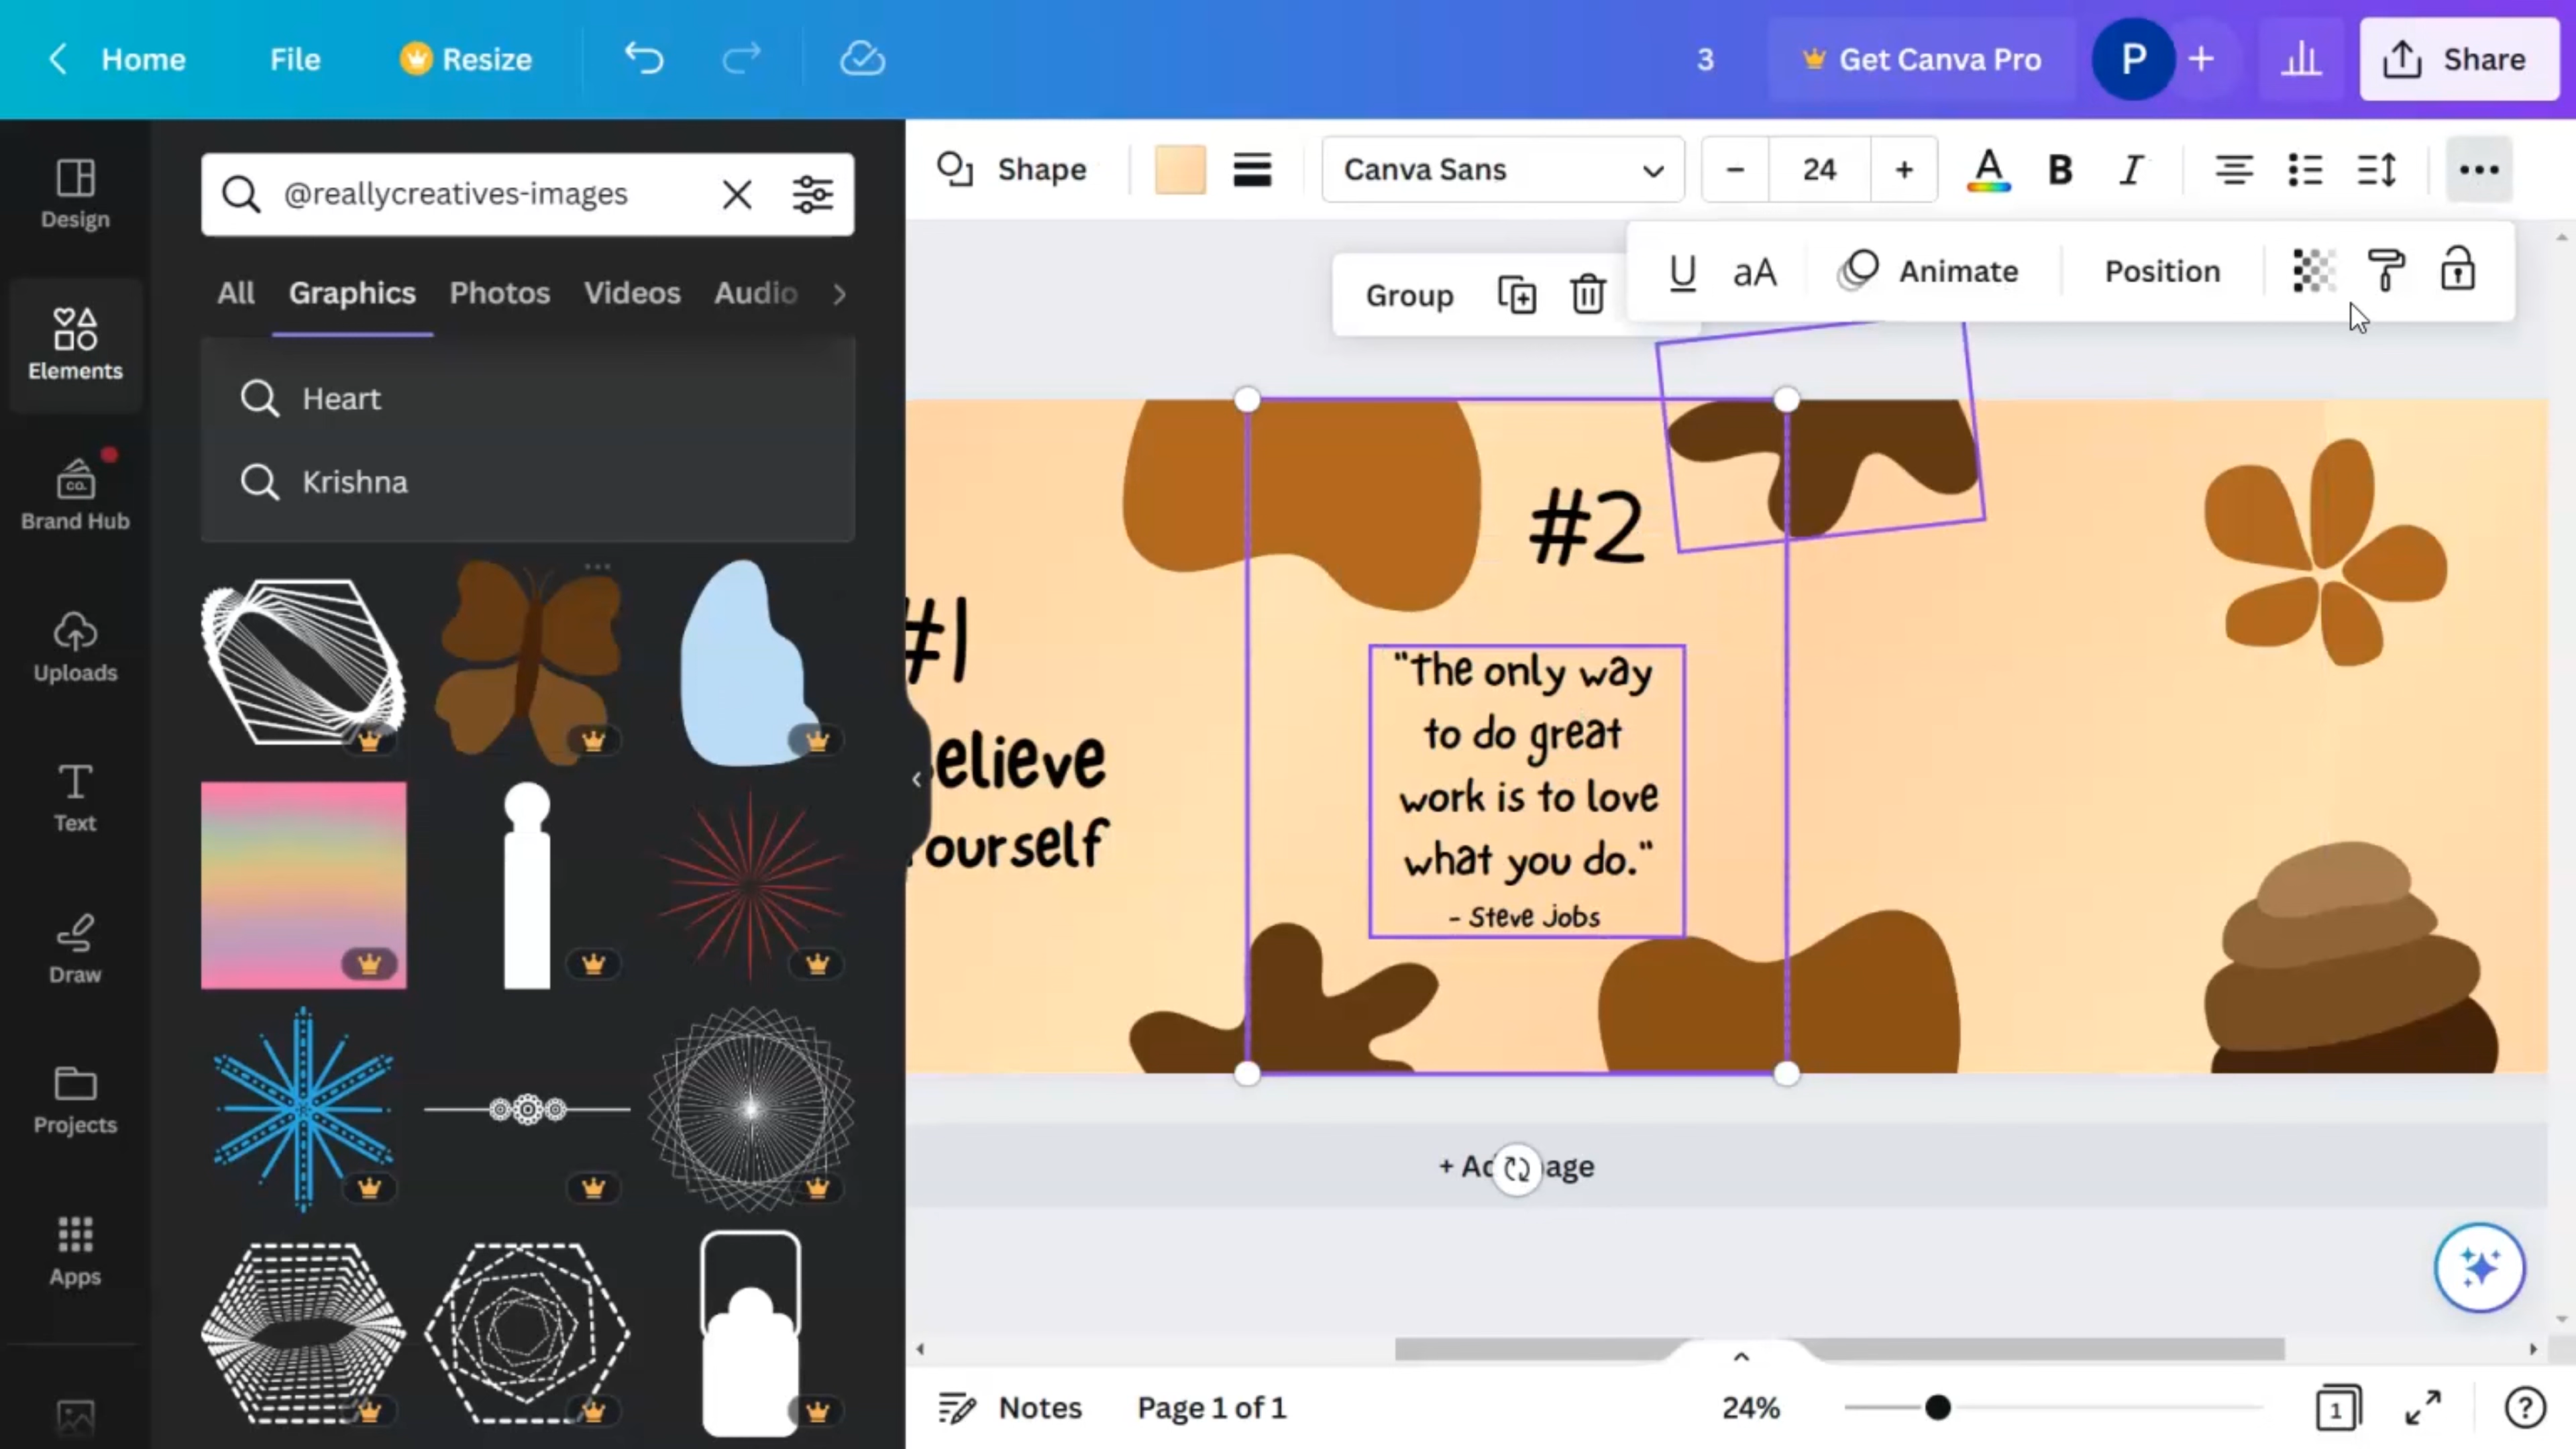 Home File Resize 3 Get Canva Pro P + Share
Design
Elements
Brand Hub
CO.
Uploads
Text
Draw
Projects
Apps
@reallycreatives-images
All Graphics Photos Videos Audio
Heart
Krishna
Shape Canva Sans − 24 + A B I
U aA Animate Position
Group
#1
elieve
ourself
#2
"The only way
to do great
work is to love
what you do."
- Steve Jobs
+ Ad age
Notes Page 1 of 1 24% 1 ?